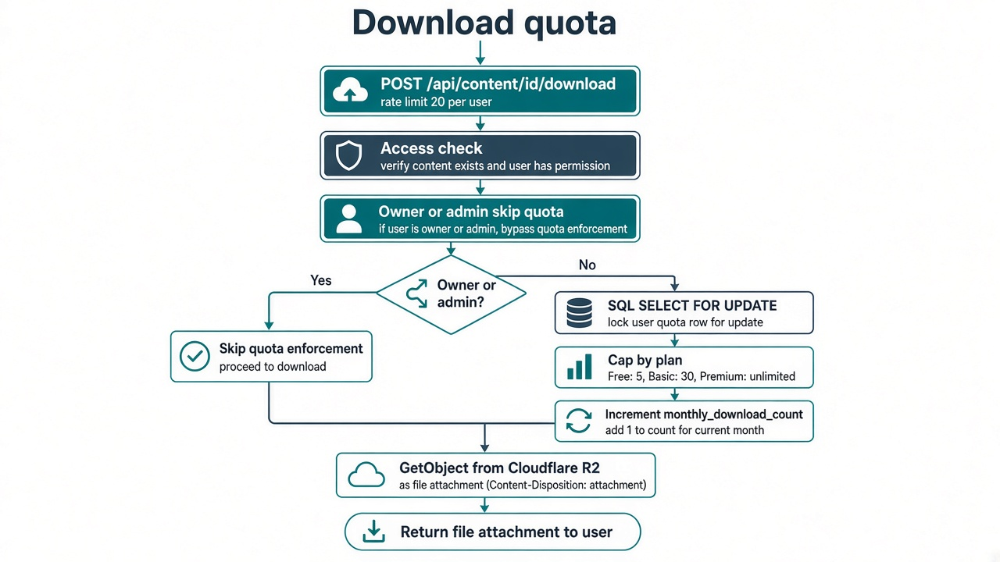 Download quota
POST /api/content/id/download
rate limit 20 per user
Access check
verify content exists and user has permission
Owner or admin skip quota
if user is owner or admin, bypass quota enforcement
Owner or
admin?
Yes
No
Skip quota enforcement
proceed to download
SQL SELECT FOR UPDATE
lock user quota row for update
Cap by plan
Free: 5, Basic: 30, Premium: unlimited
Increment monthly_download_count
add 1 to count for current month
GetObject from Cloudflare R2
as file attachment (Content-Disposition: attachment)
Return file attachment to user